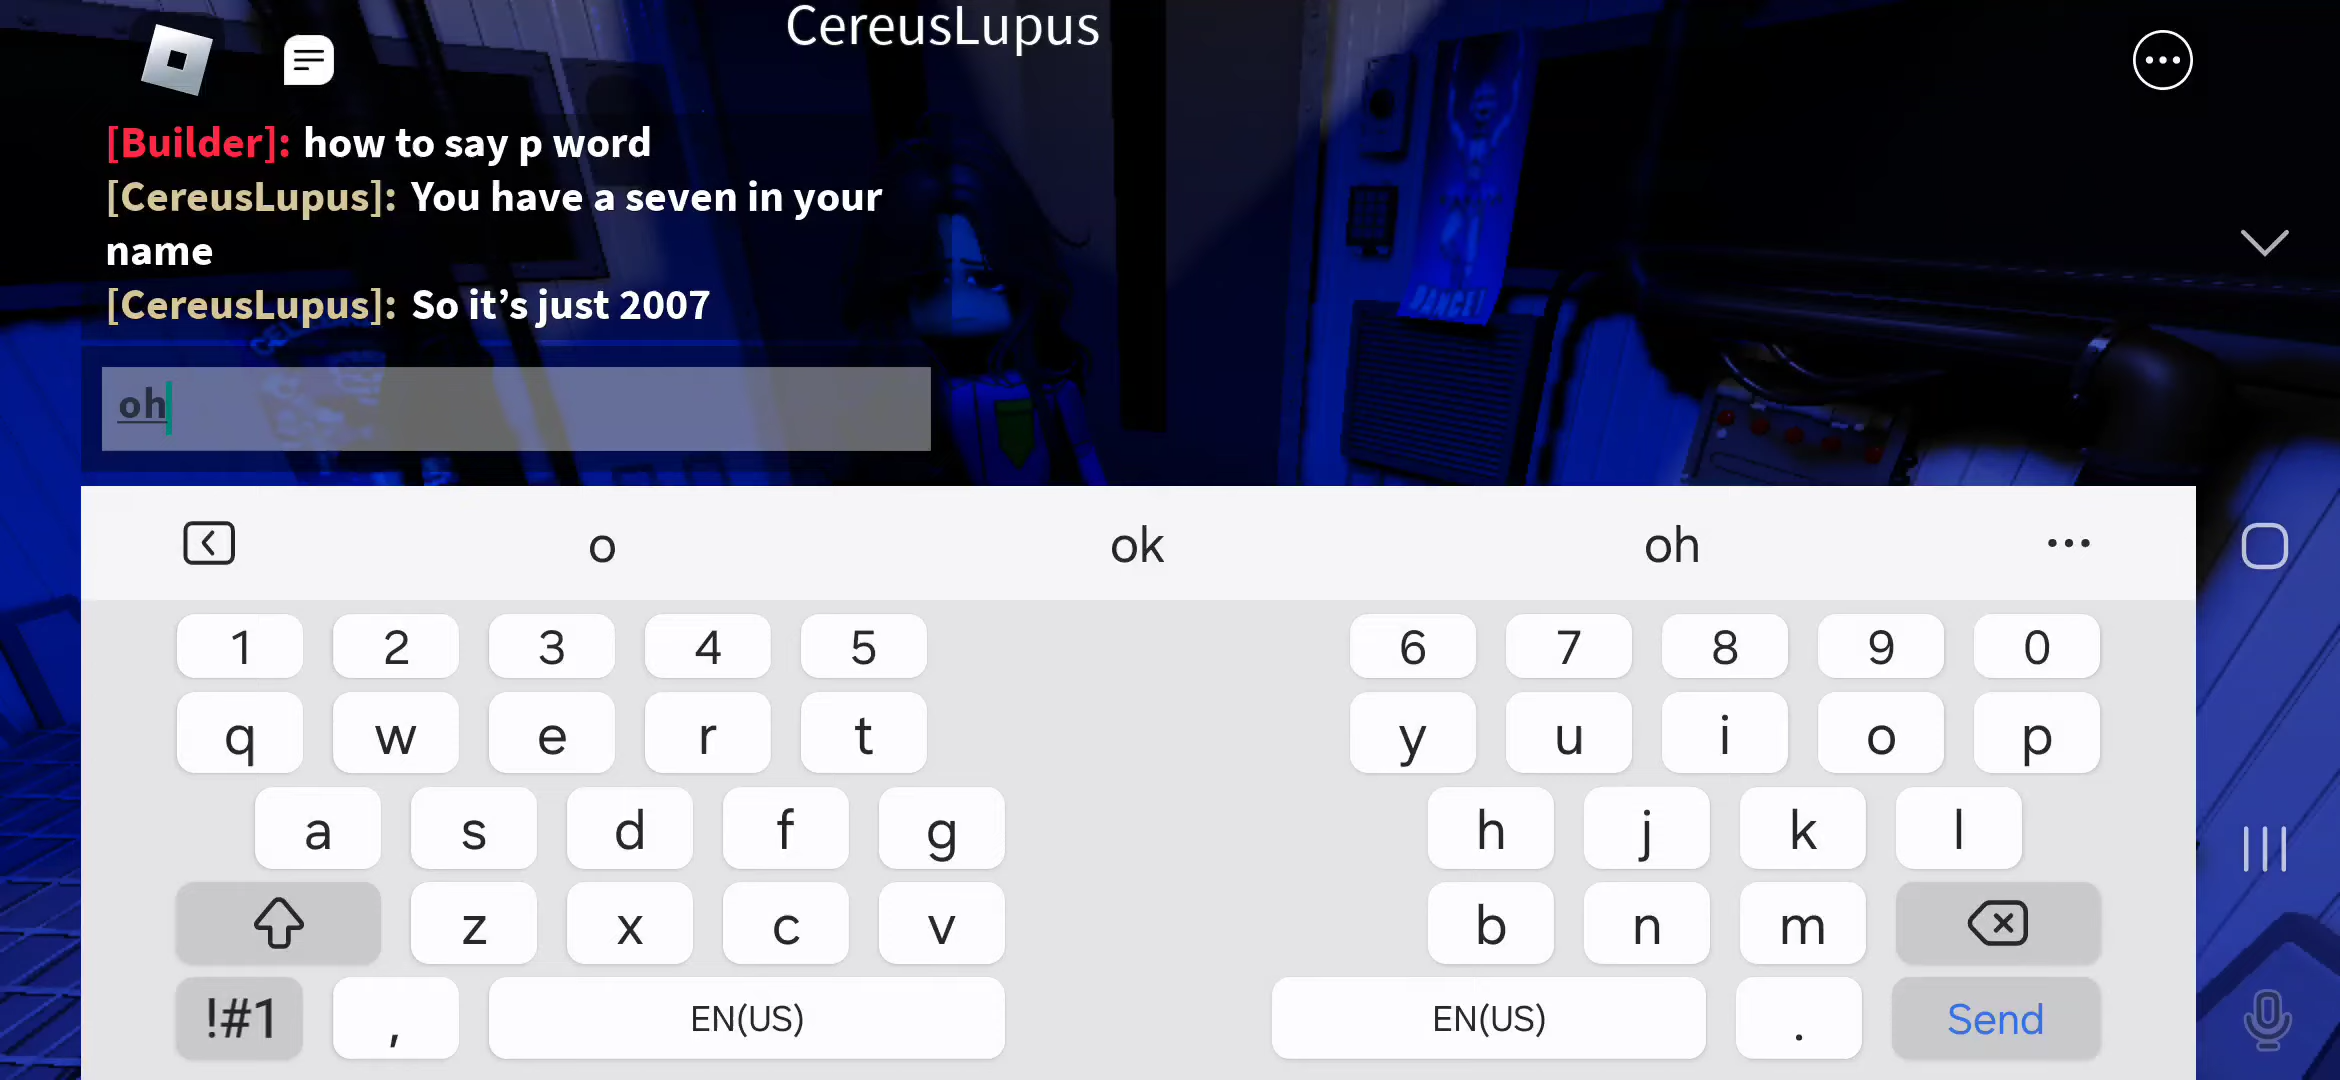 CereusLupus
[Builder]: how to say p word
[CereusLupus]: You have a seven in your
name
[CereusLupus]: So it’s just 2007
DANCE!
oh
o ok oh
1 2 3 4 5 6 7 8 9 0
q w e r t y u i o p
a s d f g h j k l
z x c v b n m
!#1 , EN(US) EN(US) . Send